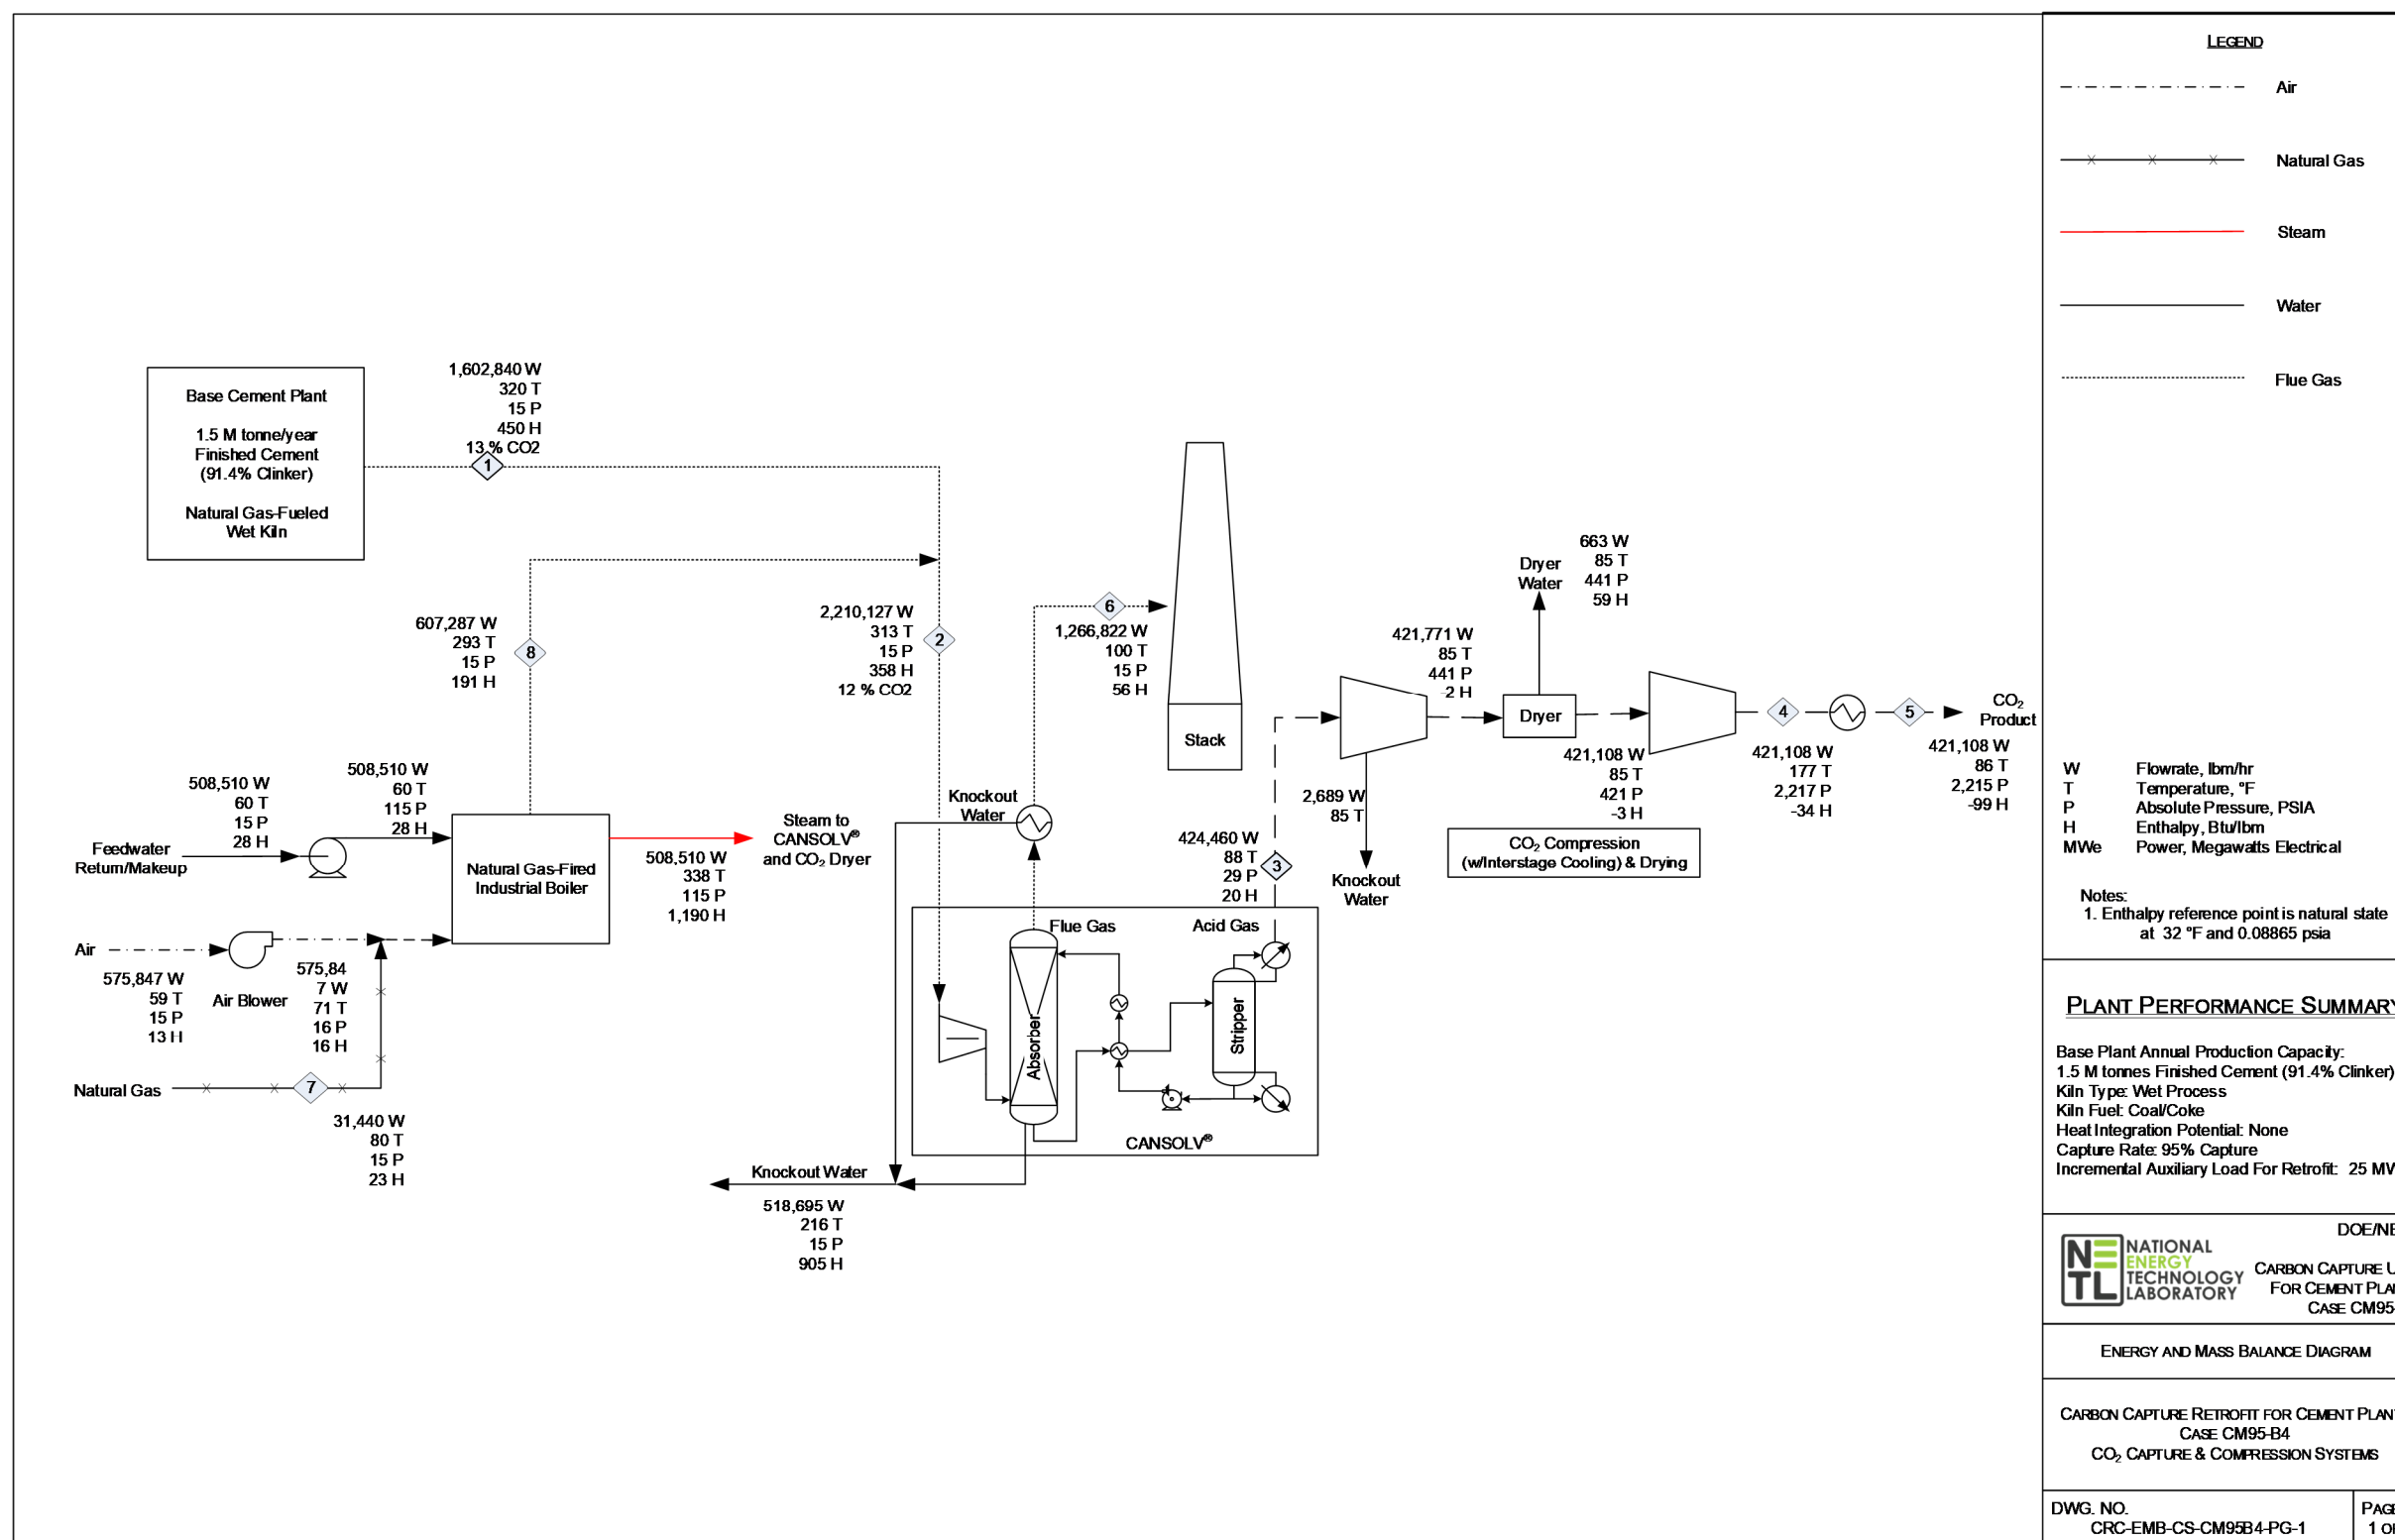 LEGEND
Air
Natural Gas
Steam
Water
Flue Gas
W Flowrate, lbm/hr
T Temperature, °F
P Absolute Pressure, PSIA
H Enthalpy, Btu/lbm
MWe Power, Megawatts Electrical
Notes:
1. Enthalpy reference point is natural state
at 32 °F and 0.08865 psia
PLANT PERFORMANCE SUMMARY
Base Plant Annual Production Capacity:
1.5 M tonnes Finished Cement (91.4% Clinker)
Kiln Type: Wet Process
Kiln Fuel: Coal/Coke
Heat Integration Potential: None
Capture Rate: 95% Capture
Incremental Auxiliary Load For Retrofit: 25 MW
NETL
NATIONAL
ENERGY
TECHNOLOGY
LABORATORY
DOE/NE
CARBON CAPTURE U
FOR CEMENT PLA
CASE CM95-
ENERGY AND MASS BALANCE DIAGRAM
CARBON CAPTURE RETROFIT FOR CEMENT PLANT
CASE CM95-B4
CO₂ CAPTURE & COMPRESSION SYSTEMS
DWG. NO.
CRC-EMB-CS-CM95B4-PG-1
PAGE
1 OF
Base Cement Plant
1.5 M tonne/year
Finished Cement
(91.4% Clinker)
Natural Gas-Fueled
Wet Kiln
1,602,840 W
320 T
15 P
450 H
13 % CO2
1
607,287 W
293 T
15 P
191 H
8
2,210,127 W
313 T
15 P
358 H
12 % CO2
2
6
1,266,822 W
100 T
15 P
56 H
Stack
508,510 W
60 T
15 P
28 H
Feedwater
Return/Makeup
508,510 W
60 T
115 P
28 H
Natural Gas-Fired
Industrial Boiler
Steam to
CANSOLV®
and CO₂ Dryer
508,510 W
338 T
115 P
1,190 H
Air
575,847 W
59 T
15 P
13 H
Air Blower
575,84
7 W
71 T
16 P
16 H
Natural Gas
7
31,440 W
80 T
15 P
23 H
Knockout
Water
Flue Gas
Acid Gas
Absorber
Stripper
CANSOLV®
Knockout Water
518,695 W
216 T
15 P
905 H
424,460 W
88 T
29 P
20 H
3
2,689 W
85 T
Knockout
Water
421,771 W
85 T
441 P
-2 H
Dryer
Water
663 W
85 T
441 P
59 H
Dryer
421,108 W
85 T
421 P
-3 H
CO₂ Compression
(w/Interstage Cooling) & Drying
4
421,108 W
177 T
2,217 P
-34 H
5
CO₂
Product
421,108 W
86 T
2,215 P
-99 H